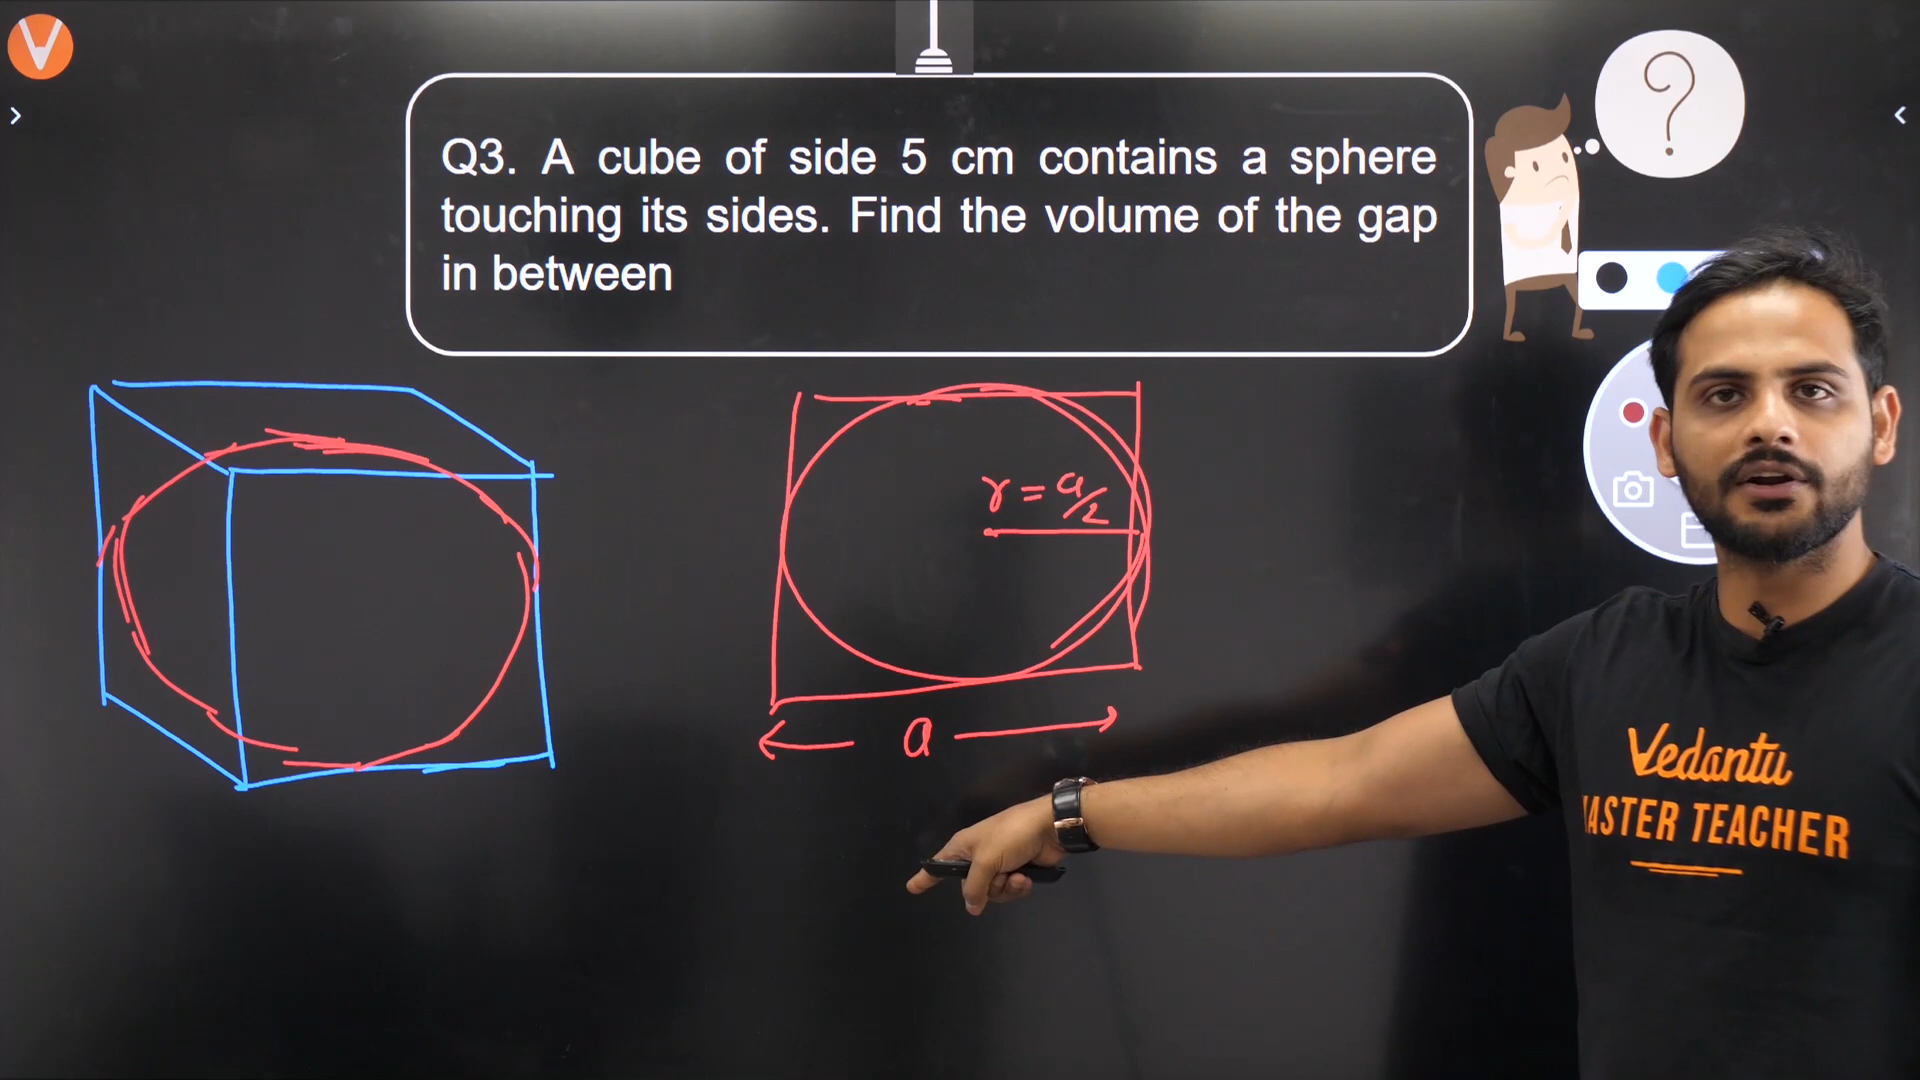 Q3. A cube of side 5 cm contains a sphere
touching its sides. Find the volume of the gap
in between
?
r = a/2
a
Vedantu
MASTER TEACHER